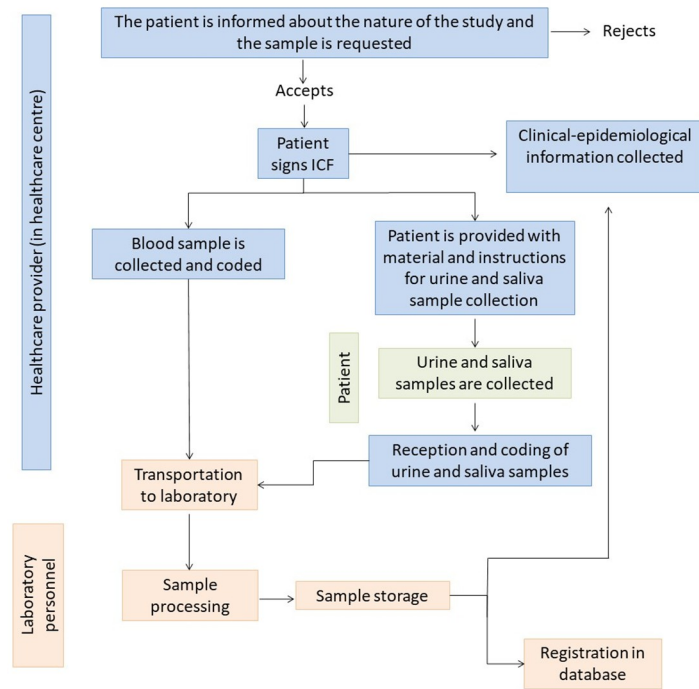 The patient is informed about the nature of the study and
the sample is requested
Rejects
Accepts
Patient
signs ICF
Clinical-epidemiological
information collected
Healthcare provider (in healthcare centre)
Blood sample is
collected and coded
Patient is provided with
material and instructions
for urine and saliva
sample collection
Patient
Urine and saliva
samples are collected
Reception and coding of
urine and saliva samples
Transportation
to laboratory
Laboratory
personnel
Sample
processing
Sample storage
Registration in
database